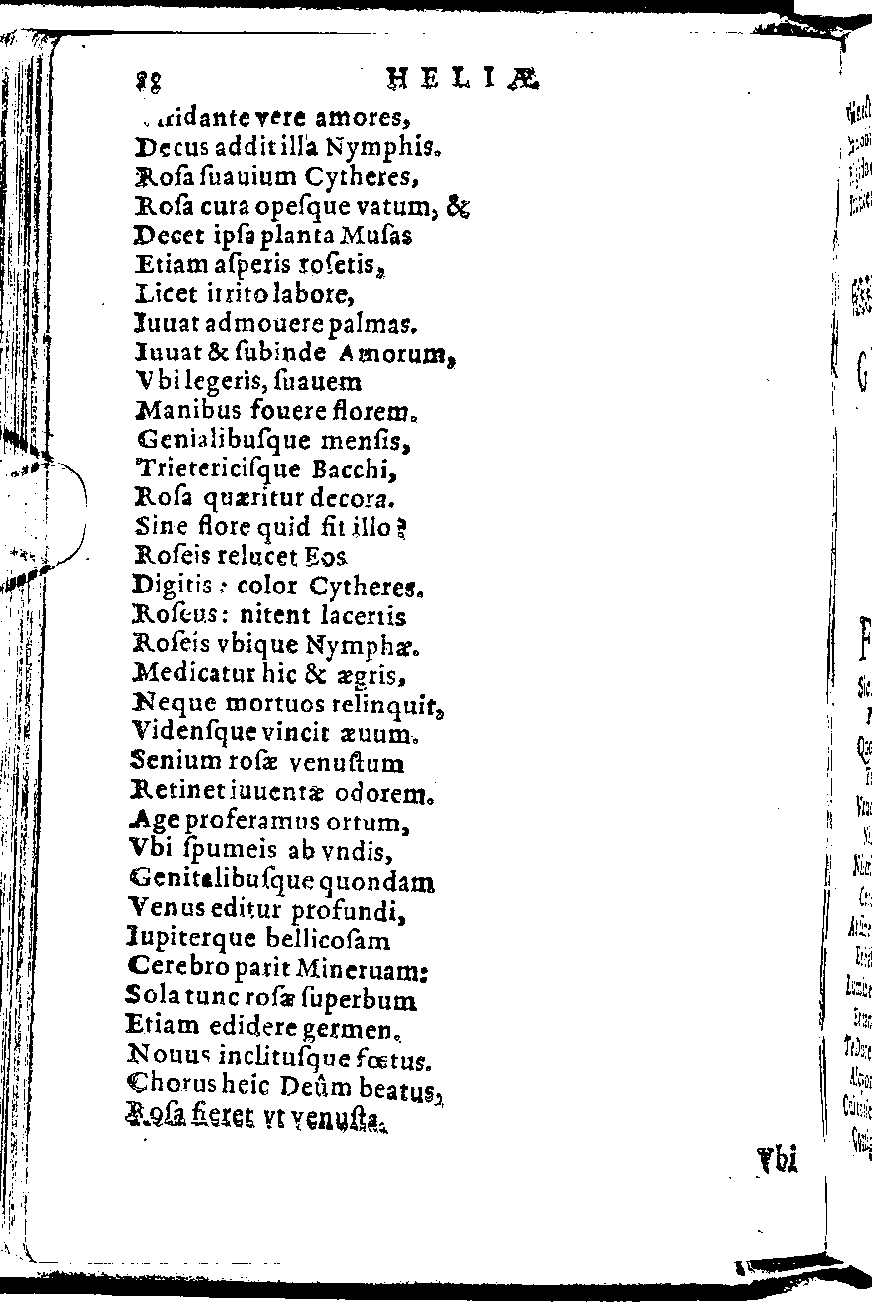 88 HELIÆ
ridante vere amores,
Decus addit illa Nymphis.
Roſa ſuauium Cytheres,
Roſa cura opeſque vatum, &
Decet ipſa planta Muſas
Etiam aſperis roſetis,
Licet irrito labore,
Iuuat admouere palmas.
Iuuat & ſubinde Amorum,
Vbi legeris, ſuauem
Manibus fouere florem.
Genialibuſque menſis,
Trietericiſque Bacchi,
Roſa quæritur decora.
Sine flore quid fit illo?
Roſeis relucet Eos
Digitis: color Cytheres.
Roſeus: nitent lacertis
Roſeis vbique Nymphæ.
Medicatur hic & ægris,
Neque mortuos relinquit,
Videnſque vincit æuum.
Senium roſæ venuſtum
Retinet iuuentæ odorem.
Age proferamus ortum,
Vbi ſpumeis ab vndis,
Genitalibuſque quondam
Venus editur profundi,
Iupiterque bellicoſam
Cerebro parit Mineruam:
Sola tunc roſæ ſuperbum
Etiam edidere germen.
Nouus inclituſque fœtus.
Chorus heic Deûm beatus,
Roſa fieret vt venuſta.
Vbi